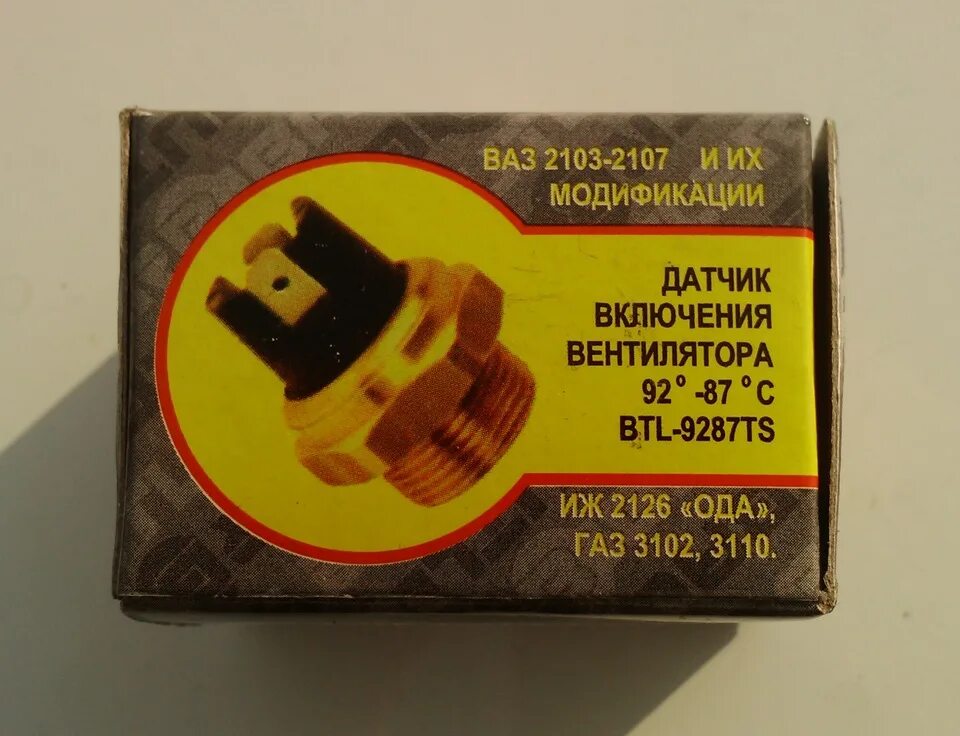 ВАЗ 2103-2107 И ИХ
МОДИФИКАЦИИ
ДАТЧИК
ВКЛЮЧЕНИЯ
ВЕНТИЛЯТОРА
92° -87 °С
BTL-9287TS
ИЖ 2126 «ОДА»,
ГАЗ 3102, 3110.